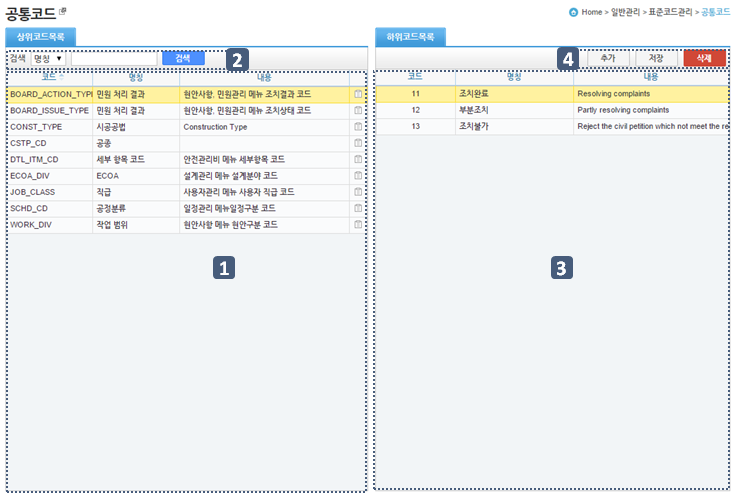 공통코드
Home > 일반관리 > 표준코드관리 > 공통코드
상위코드목록
검색 명칭 ▼ 검색
2
코드 명칭 내용
BOARD_ACTION_TYPE 민원 처리 결과 현안사항, 민원관리 메뉴 조치결과 코드
BOARD_ISSUE_TYPE 민원 처리 결과 현안사항, 민원관리 메뉴 조치상태 코드
CONST_TYPE 시공공법 Construction Type
CSTP_CD 공종
DTL_ITM_CD 세부 항목 코드 안전관리비 메뉴 세부항목 코드
ECOA_DIV ECOA 설계관리 메뉴 설계분야 코드
JOB_CLASS 직급 사용자관리 메뉴 사용자 직급 코드
SCHD_CD 공정분류 일정관리 메뉴일정구분 코드
WORK_DIV 작업 범위 현안사항 메뉴 현안구분 코드
1
하위코드목록
4 추가 저장 삭제
코드 명칭 내용
11 조치완료 Resolving complaints
12 부분조치 Partly resolving complaints
13 조치불가 Reject the civil petition which not meet the re
3